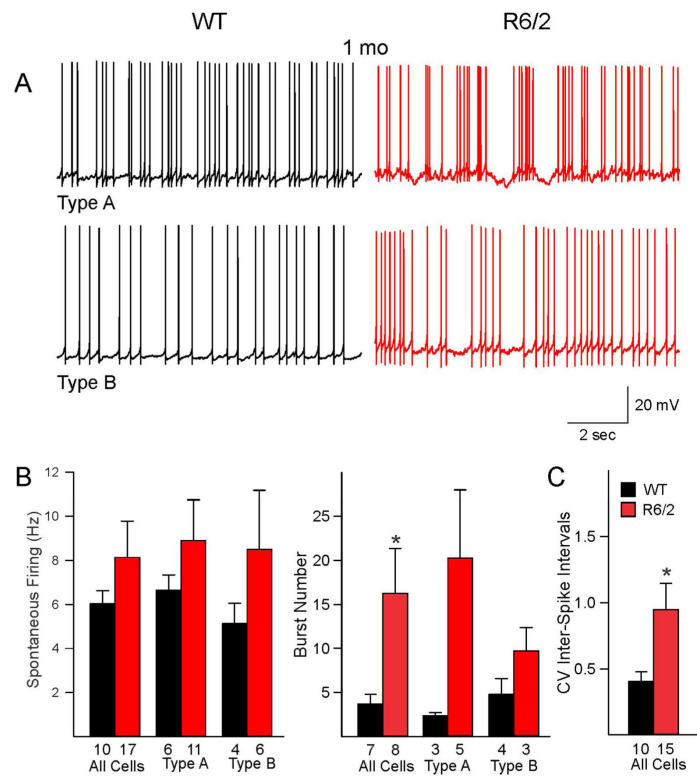 WT R6/2
1 mo
A
Type A
Type B
20 mV
2 sec
B
12
10
8
6
4
2
Spontaneous Firing (Hz)
10 17 6 11 4 6
All Cells Type A Type B
25
20
15
10
5
Burst Number
*
7 8 3 5 4 3
All Cells Type A Type B
C
WT
R6/2
1.5
1.0
0.5
CV Inter-Spike Intervals
*
10 15
All Cells